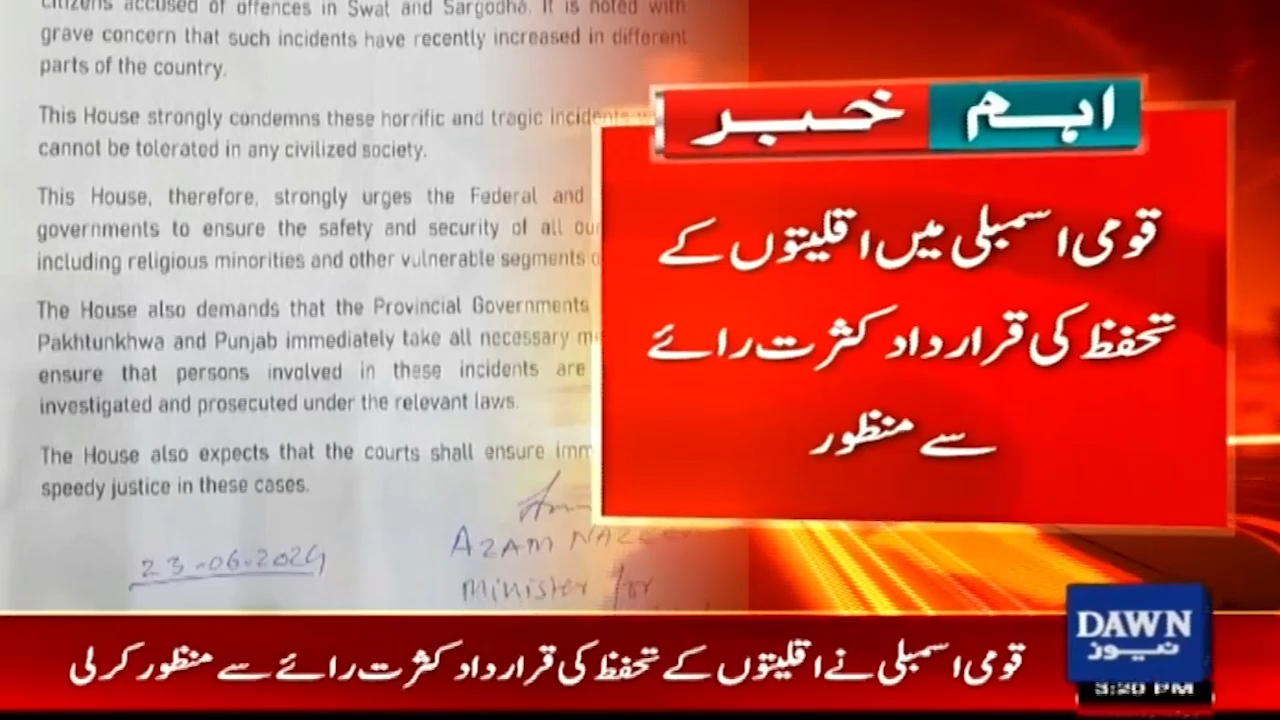 citizens accused of offences in Swat and Sargodha. It is noted with
grave concern that such incidents have recently increased in different
parts of the country.
This House strongly condemns these horrific and tragic incidents
cannot be tolerated in any civilized society.
This House, therefore, strongly urges the Federal and
governments to ensure the safety and security of all our
including religious minorities and other vulnerable segments
The House also demands that the Provincial Governments
Pakhtunkhwa and Punjab immediately take all necessary
ensure that persons involved in these incidents are
investigated and prosecuted under the relevant laws.
The House also expects that the courts shall ensure
speedy justice in these cases.
23-06-2024
AZAM
Minister for
اہم خبر
قومی اسمبلی میں اقلیتوں کے
تحفظ کی قرارداد کثرت رائے
سے منظور
قومی اسمبلی نے اقلیتوں کے تحفظ کی قرارداد کثرت رائے سے منظور کرلی
DAWN
نیوز
3:20 PM